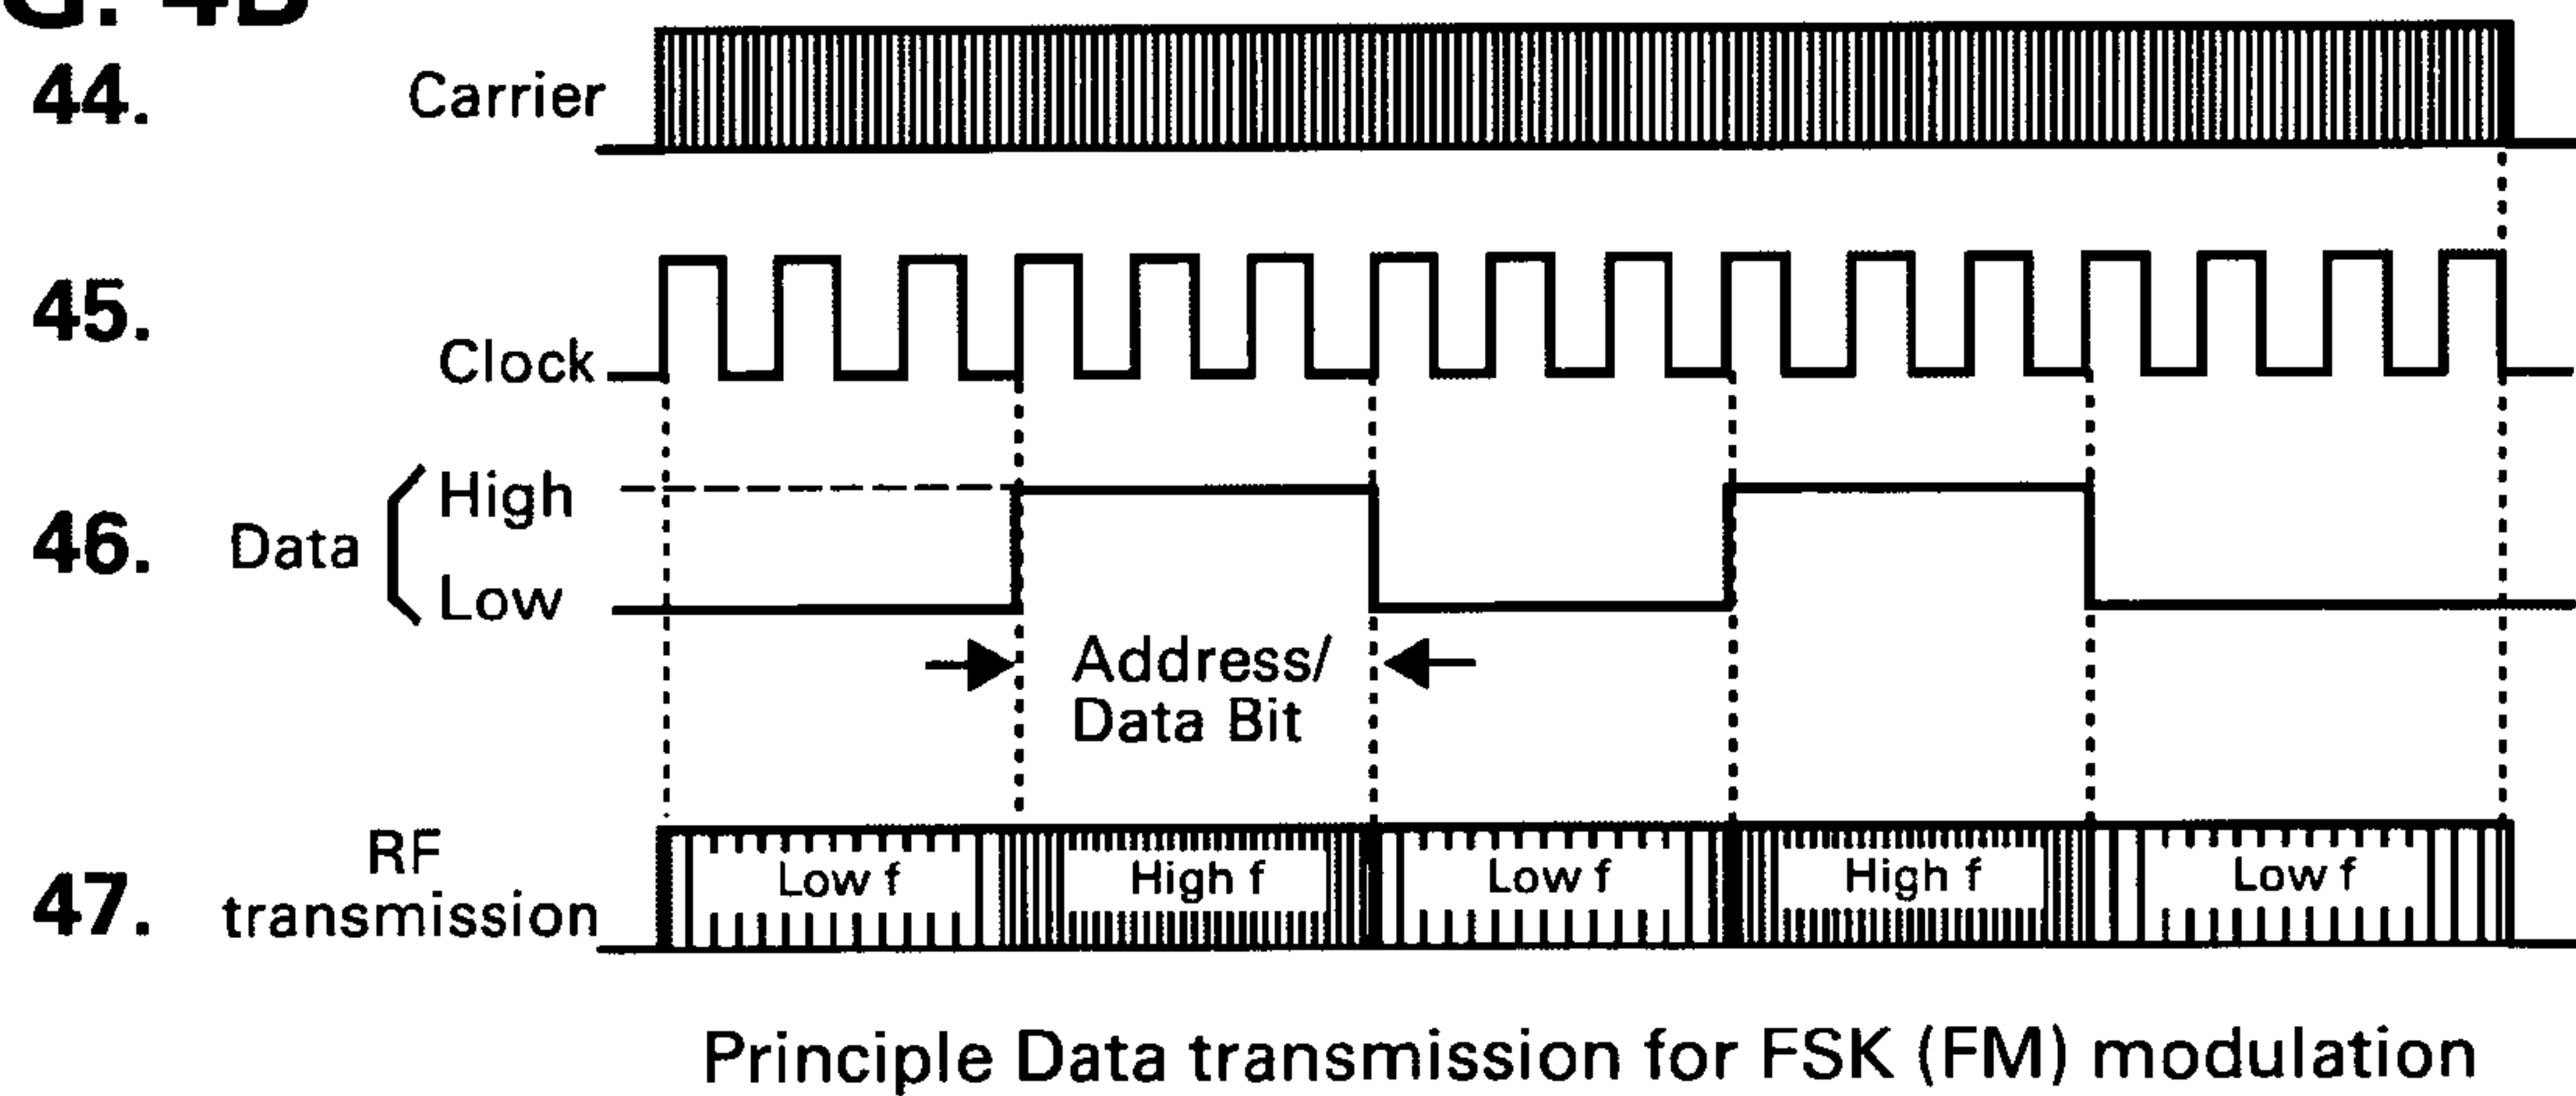 G. 4B
44.
Carrier
45.
Clock
46.
Data
High
Low
Address/
Data Bit
47.
RF
transmission
Low f
High f
Low f
High f
Low f
Principle Data transmission for FSK (FM) modulation